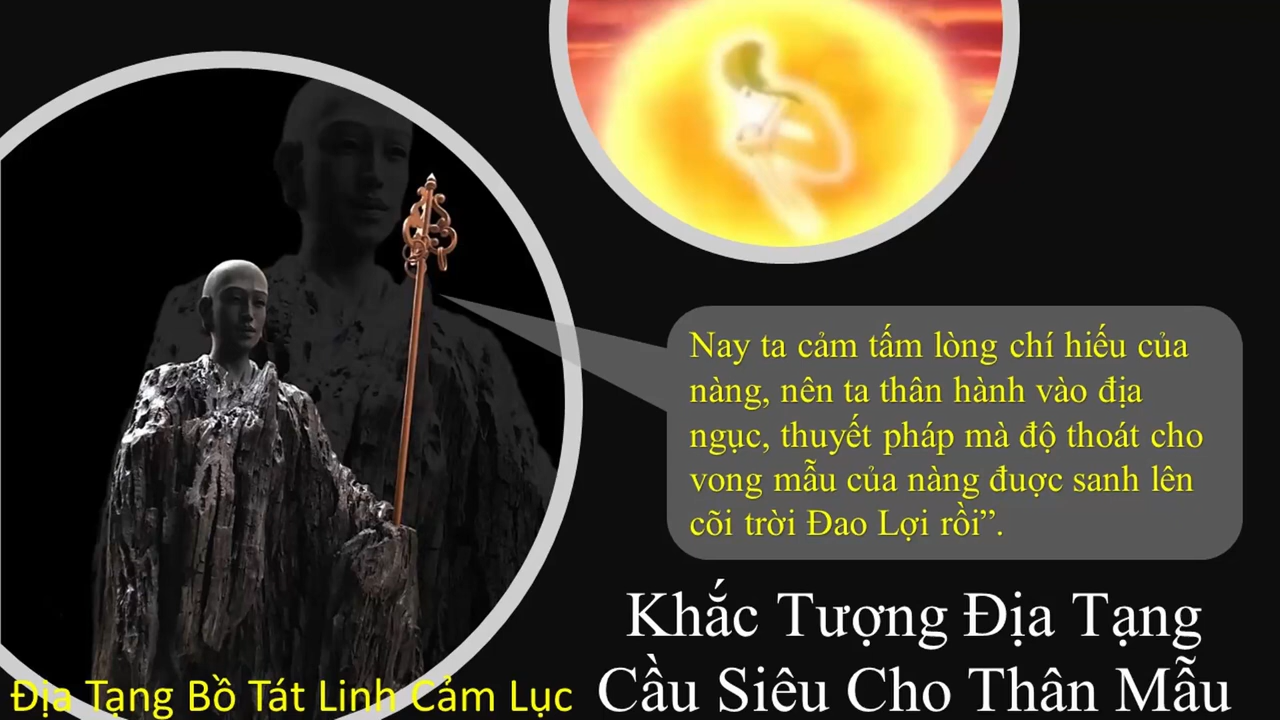 Nay ta cảm tấm lòng chí hiếu của
nàng, nên ta thân hành vào địa
ngục, thuyết pháp mà độ thoát cho
vong mẫu của nàng đuợc sanh lên
cõi trời Đao Lợi rồi”.
Khắc Tượng Địa Tạng
Cầu Siêu Cho Thân Mẫu
Địa Tạng Bồ Tát Linh Cảm Lục